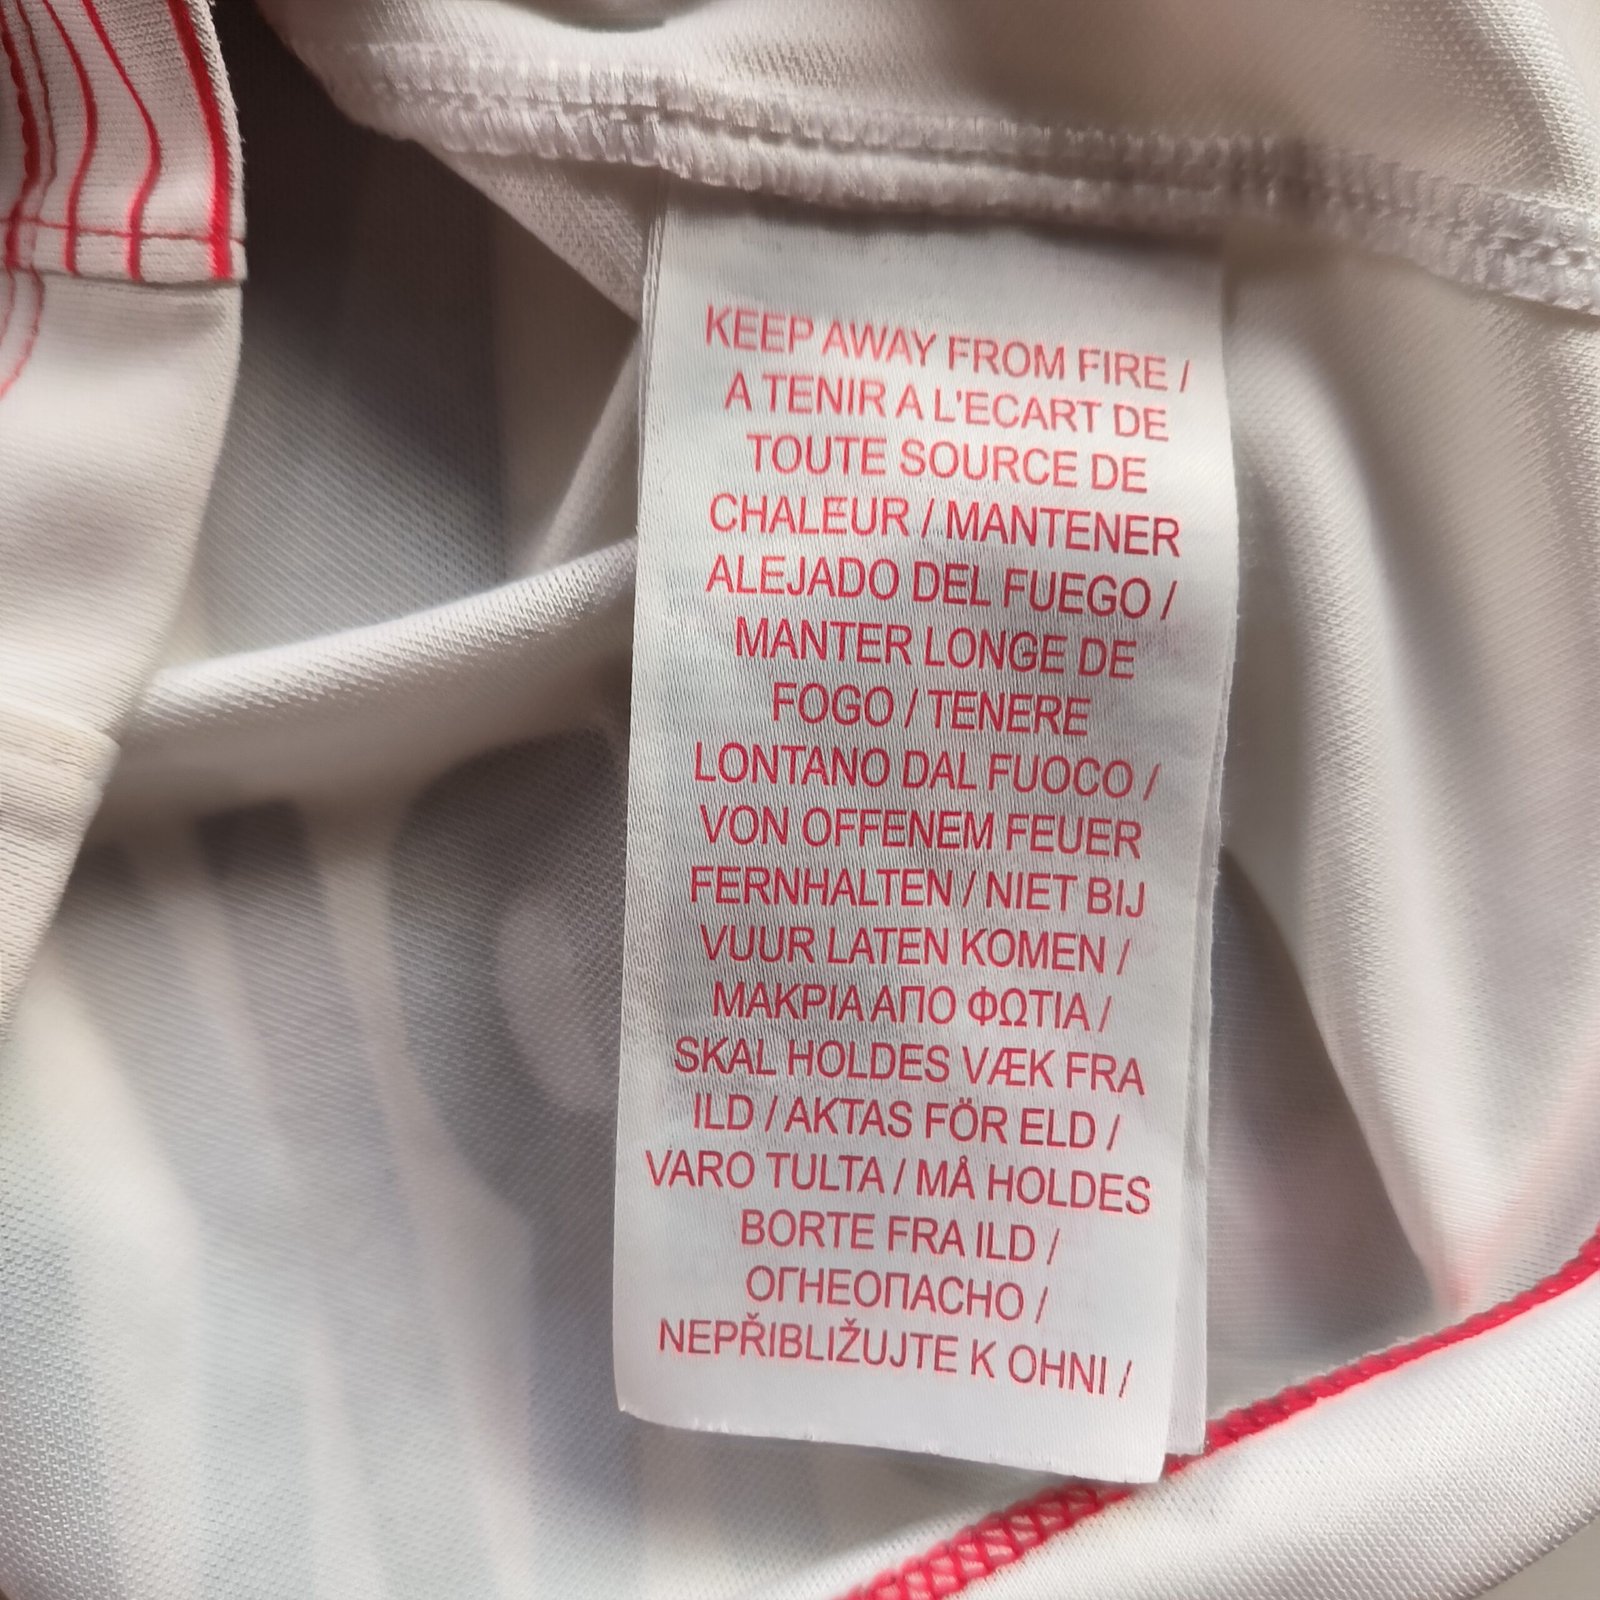 KEEP AWAY FROM FIRE /
A TENIR A L'ECART DE
TOUTE SOURCE DE
CHALEUR / MANTENER
ALEJADO DEL FUEGO /
MANTER LONGE DE
FOGO / TENERE
LONTANO DAL FUOCO /
VON OFFENEM FEUER
FERNHALTEN / NIET BIJ
VUUR LATEN KOMEN /
ΜΑΚΡΙΑ ΑΠΟ ΦΩΤΙΑ /
SKAL HOLDES VÆK FRA
ILD / AKTAS FÖR ELD /
VARO TULTA / MÅ HOLDES
BORTE FRA ILD /
ОГНЕОПАСНО /
NEPŘIBLIŽUJTE K OHNI /